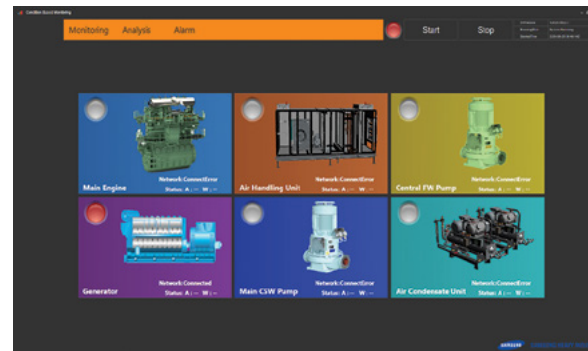 Condition Based Monitoring
Monitoring Analysis Alarm
Start Stop
Network: ConnectError
Main Engine
Status: A : -- W : --
Network: ConnectError
Air Handling Unit
Status: A : -- W : --
Network: ConnectError
Central FW Pump
Status: A : -- W : --
Network: Connected
Generator
Status: A : -- W : --
Network: ConnectError
Main CSW Pump
Status: A : -- W : --
Network: ConnectError
Air Condensate Unit
Status: A : -- W : --
SAMSUNG